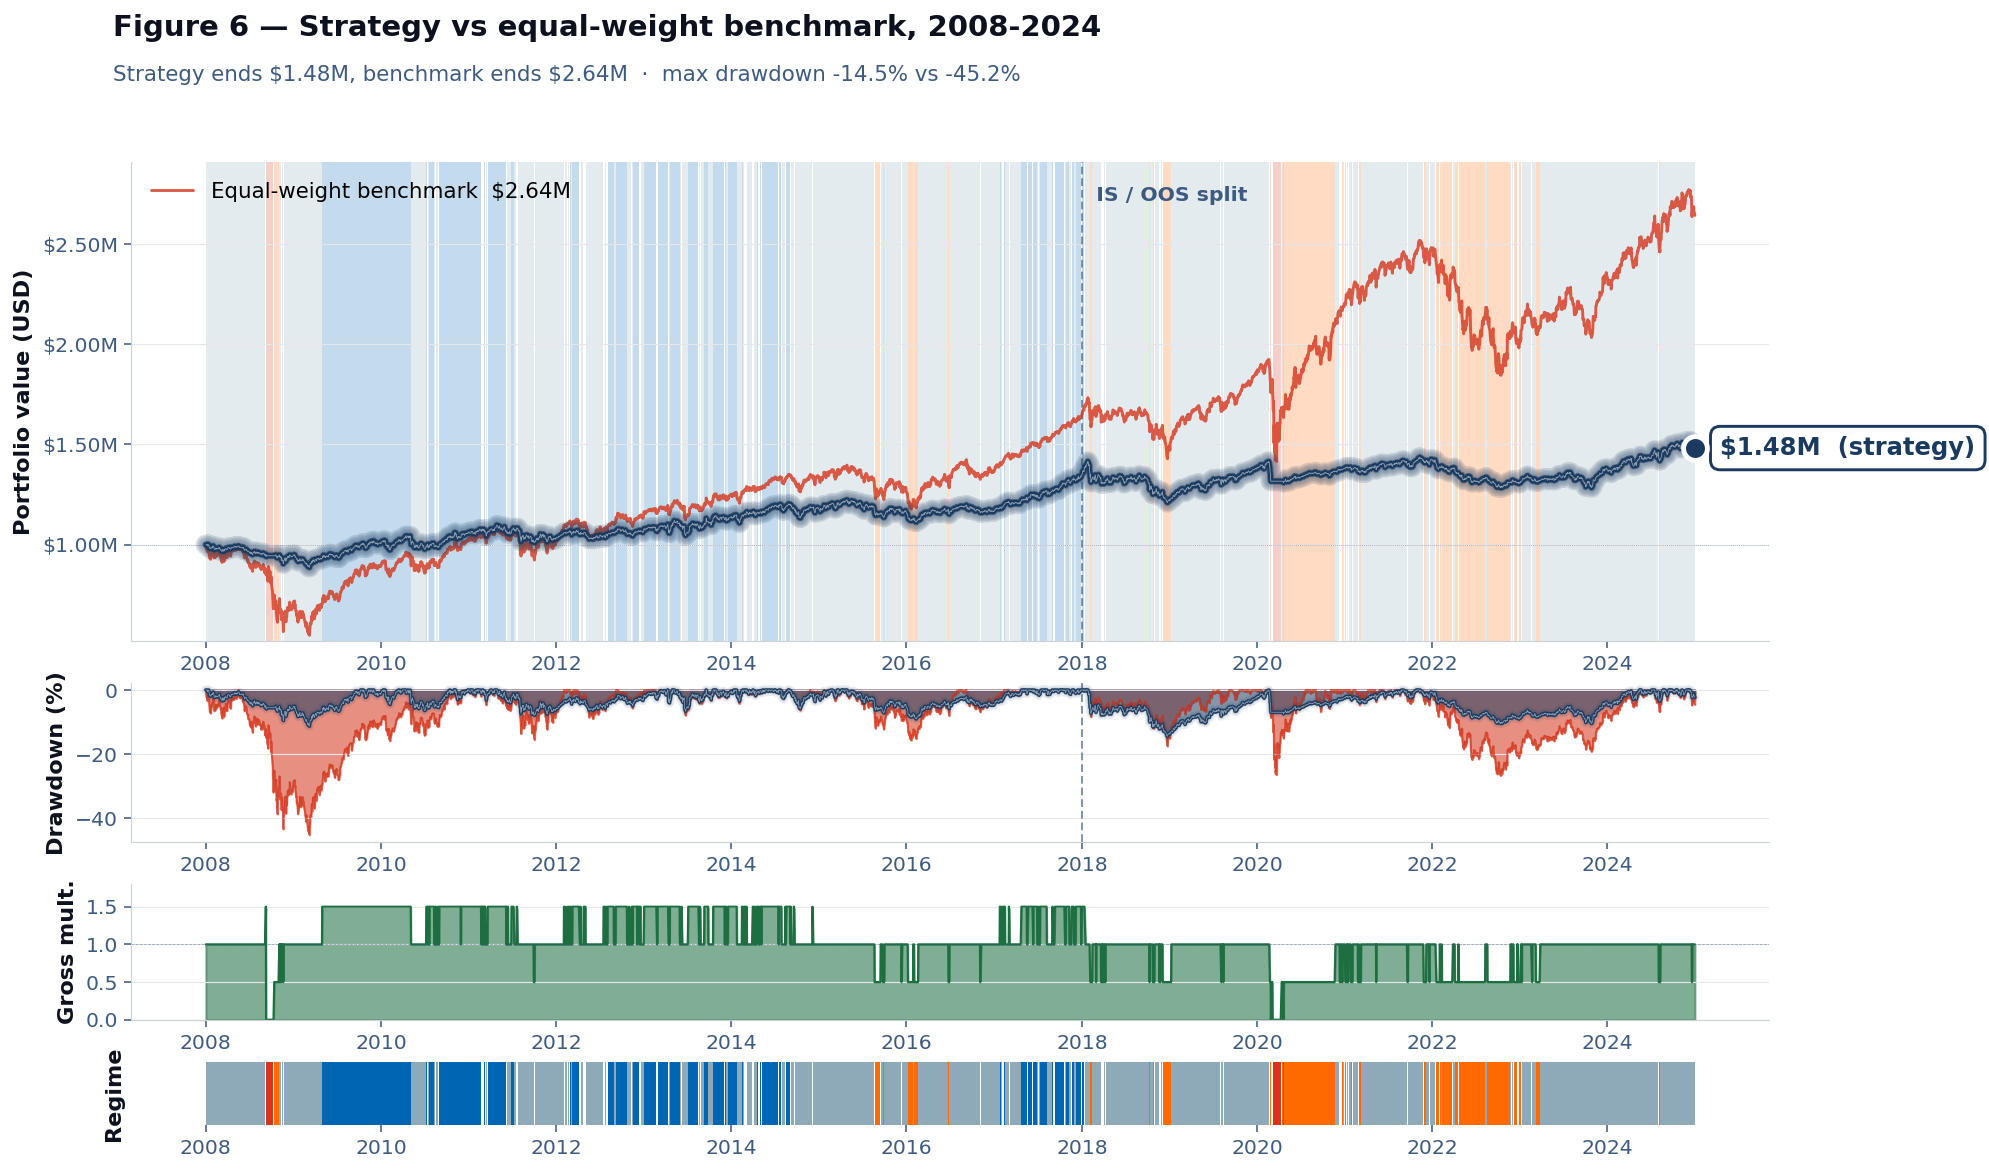 Figure 6 — Strategy vs equal-weight benchmark, 2008-2024
Strategy ends $1.48M, benchmark ends $2.64M · max drawdown -14.5% vs -45.2%
Equal-weight benchmark $2.64M
IS / OOS split
Portfolio value (USD)
$2.50M
$2.00M
$1.50M
$1.00M
$1.48M (strategy)
2008 2010 2012 2014 2016 2018 2020 2022 2024
Drawdown (%)
0
−20
−40
2008 2010 2012 2014 2016 2018 2020 2022 2024
Gross mult.
1.5
1.0
0.5
0.0
2008 2010 2012 2014 2016 2018 2020 2022 2024
Regime
2008 2010 2012 2014 2016 2018 2020 2022 2024